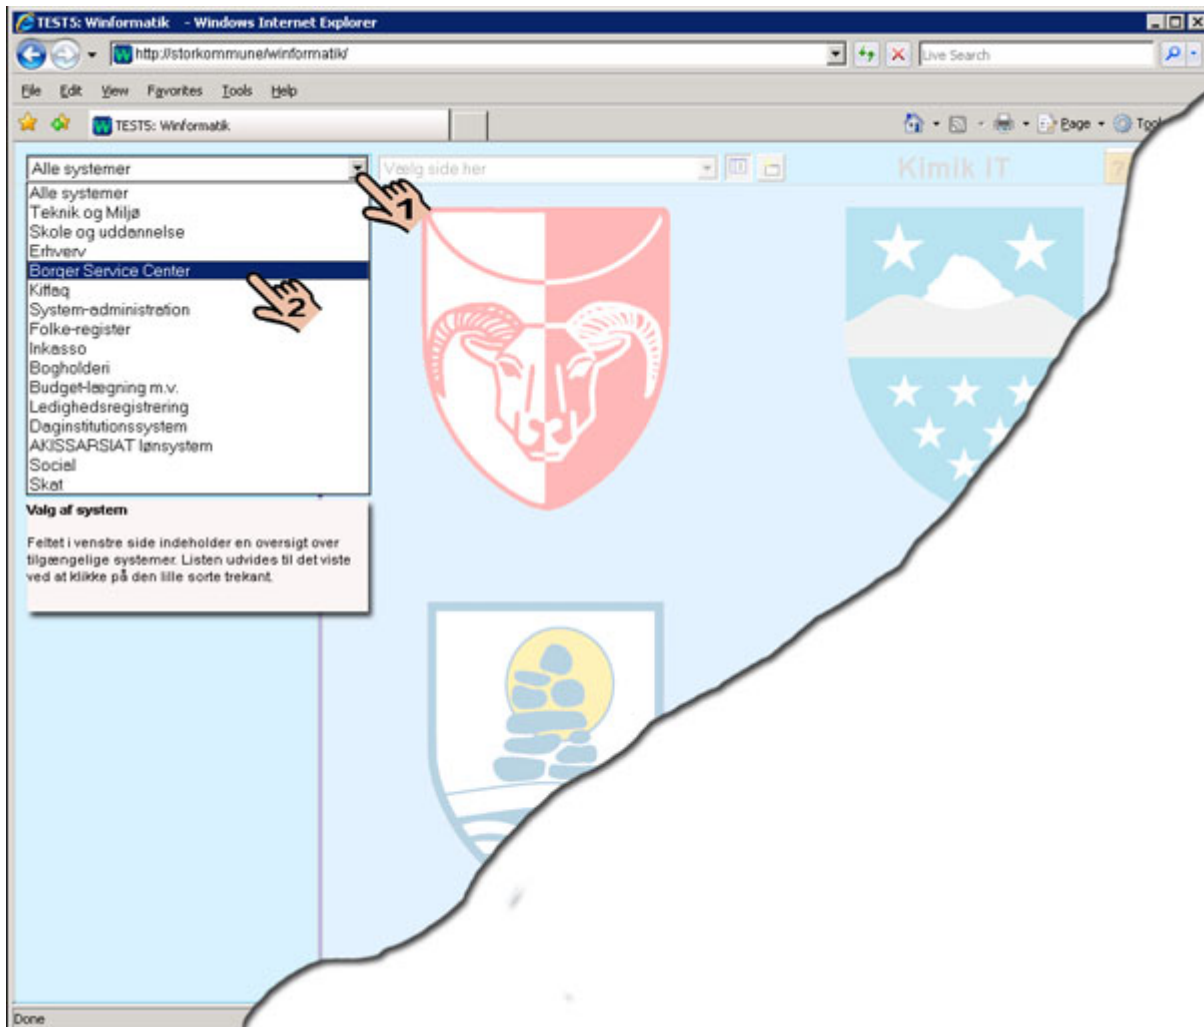 TEST5: Winformatik - Windows Internet Explorer
http://storkommune/winformatik/
Live Search
File Edit View Favorites Tools Help
TEST5: Winformatik
Page
Alle systemer
Vælg side her
Kimik IT
?
1
Alle systemer
Teknik og Miljø
Skole og uddannelse
Erhverv
Borger Service Center
2
Kiffaq
System-administration
Folke-register
Inkasso
Bogholderi
Budget-lægning m.v.
Ledighedsregistrering
Daginstitutionssystem
AKISSARSIAT lønsystem
Social
Skat
Valg af system
Feltet i venstre side indeholder en oversigt over
tilgængelige systemer. Listen udvides til det viste
ved at klikke på den lille sorte trekant.
Done